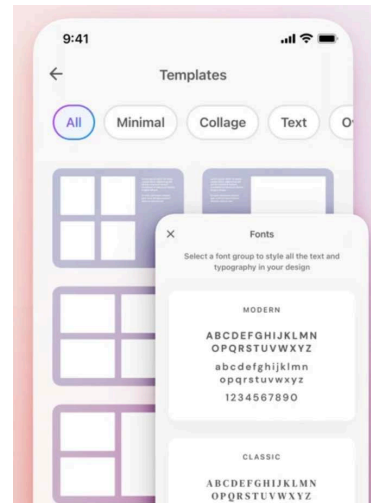 9:41
Templates
All
Minimal
Collage
Text
Fonts
Select a font group to style all the text and
typography in your design
MODERN
ABCDEFGHIJKLMN
OPQRSTUVWXYZ
abcdefghijklmn
opqrstuvwxyz
1234567890
CLASSIC
ABCDEFGHIJKLMN
OPQRSTUVWXYZ